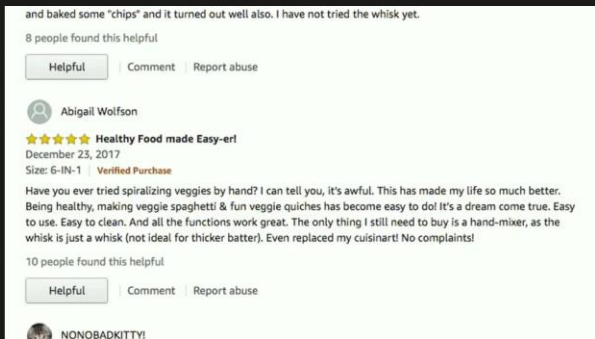 and baked some "chips" and it turned out well also. I have not tried the whisk yet.
8 people found this helpful
Helpful Comment Report abuse
Abigail Wolfson
Healthy Food made Easy-er!
December 23, 2017
Size: 6-IN-1 Verified Purchase
Have you ever tried spiralizing veggies by hand? I can tell you, it's awful. This has made my life so much better.
Being healthy, making veggie spaghetti & fun veggie quiches has become easy to do! It's a dream come true. Easy
to use. Easy to clean. And all the functions work great. The only thing I still need to buy is a hand-mixer, as the
whisk is just a whisk (not ideal for thicker batter). Even replaced my cuisinart! No complaints!
10 people found this helpful
Helpful Comment Report abuse
NONOBADKITTY!